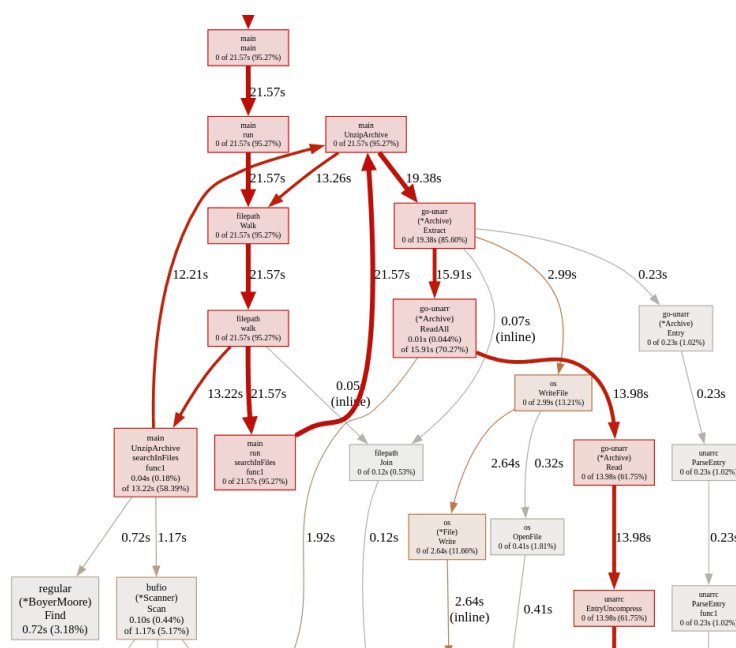 main
main
0 of 21.57s (95.27%)
21.57s
main
run
0 of 21.57s (95.27%)
main
UnzipArchive
0 of 21.57s (95.27%)
21.57s
13.26s
19.38s
filepath
Walk
0 of 21.57s (95.27%)
go-unarr
(*Archive)
Extract
0 of 19.38s (85.60%)
12.21s
21.57s
21.57s
15.91s
2.99s
0.23s
filepath
walk
0 of 21.57s (95.27%)
go-unarr
(*Archive)
ReadAll
0.01s (0.044%)
of 15.91s (70.27%)
0.07s
(inline)
go-unarr
(*Archive)
Entry
0 of 0.23s (1.02%)
13.22s
21.57s
0.05
(inline)
os
WriteFile
0 of 2.99s (13.21%)
13.98s
0.23s
main
UnzipArchive
searchInFiles
func1
0.04s (0.18%)
of 13.22s (58.39%)
main
run
searchInFiles
func1
0 of 21.57s (95.27%)
filepath
Join
0 of 0.12s (0.53%)
2.64s
0.32s
go-unarr
(*Archive)
Read
0 of 13.98s (61.75%)
unarrc
ParseEntry
0 of 0.23s (1.02%)
0.72s
1.17s
1.92s
0.12s
os
(*File)
Write
0 of 2.64s (11.66%)
os
OpenFile
0 of 0.41s (1.81%)
13.98s
0.23s
regular
(*BoyerMoore)
Find
0.72s (3.18%)
bufio
(*Scanner)
Scan
0.10s (0.44%)
of 1.17s (5.17%)
2.64s
(inline)
0.41s
unarrc
EntryUncompress
0 of 13.98s (61.75%)
unarrc
ParseEntry
func1
0 of 0.23s (1.02%)